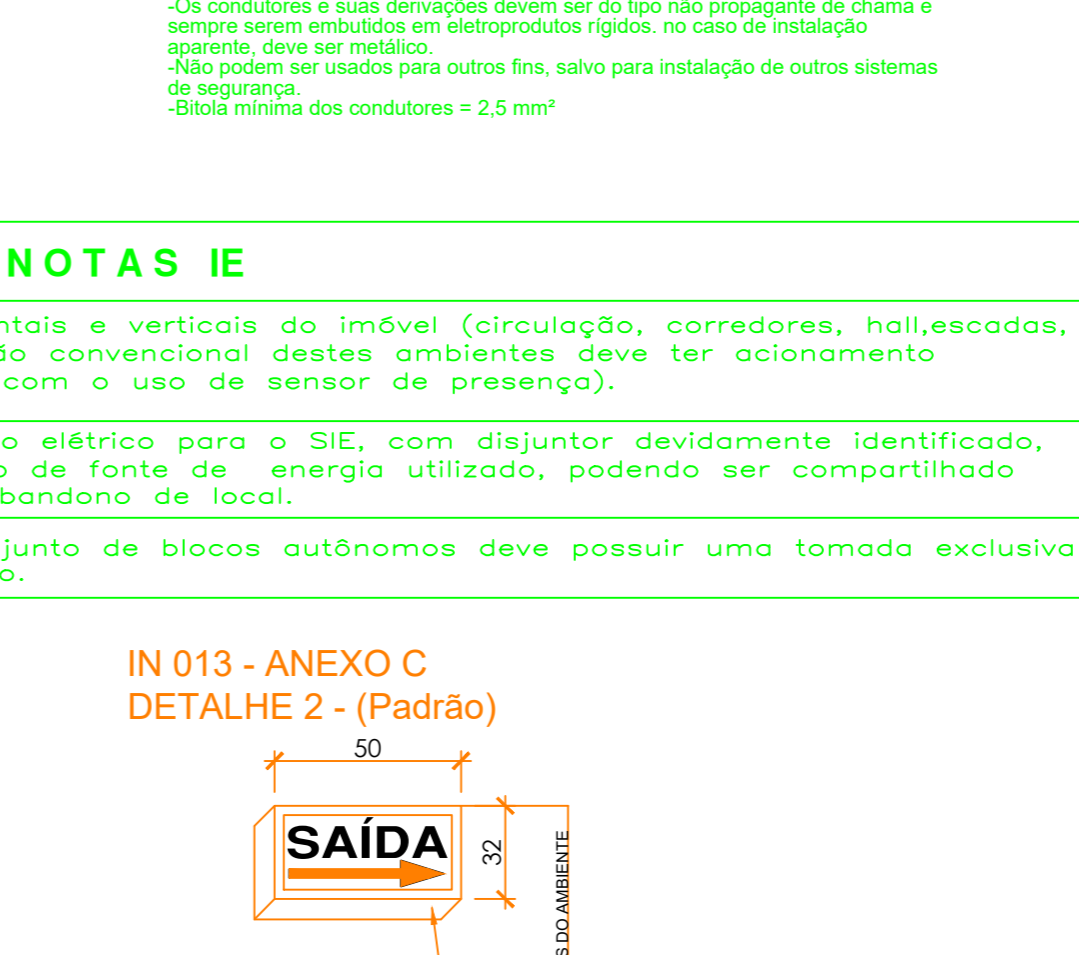 -Os condutores e suas derivações devem ser do tipo não propagante de chama e
sempre serem embutidos em eletroprodutos rígidos. no caso de instalação
aparente, deve ser metálico.
-Não podem ser usados para outros fins, salvo para instalação de outros sistemas
de segurança.
-Bitola mínima dos condutores = 2,5 mm²
NOTAS IE
e verticais do imóvel (circulação, corredores, hall,escadas,
convencional destes ambientes deve ter acionamento
com o uso de sensor de presença).
elétrico para o SIE, com disjuntor devidamente identificado,
de fonte de energia utilizado, podendo ser compartilhado
bandono de local.
junto de blocos autônomos deve possuir uma tomada exclusiva
o.
IN 013 - ANEXO C
DETALHE 2 - (Padrão)
50
SAÍDA
32
DO AMBIENTE